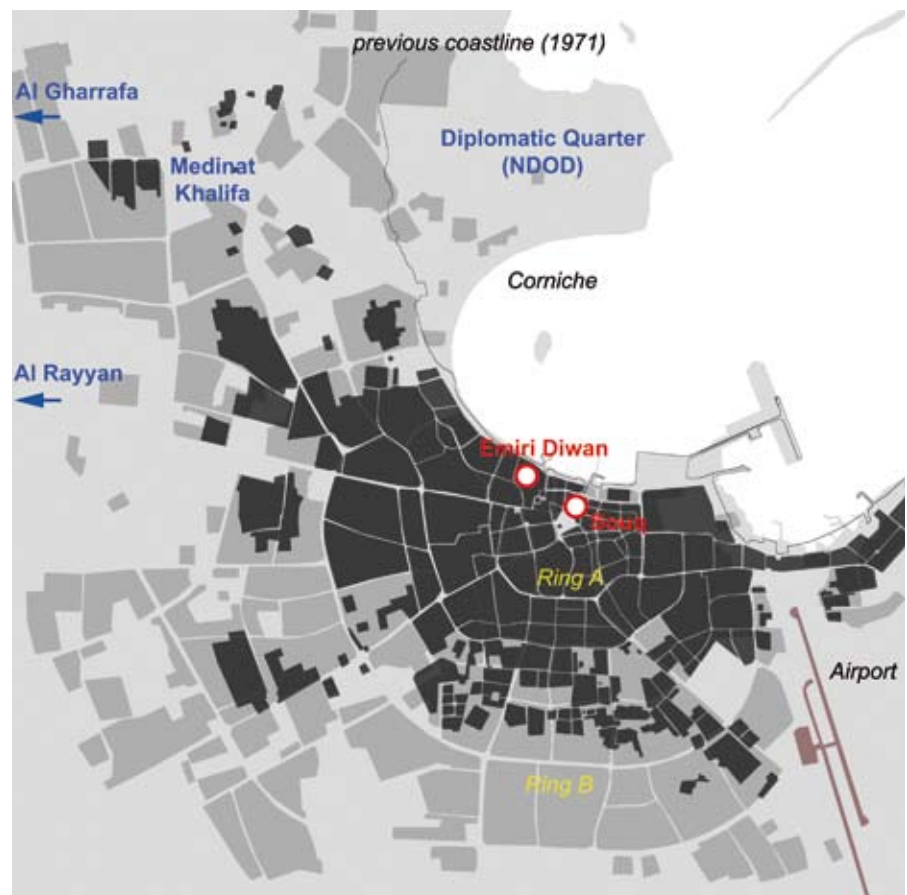 previous coastline (1971)
Al Gharrafa
Diplomatic Quarter
(NDOD)
Medinat
Khalifa
Corniche
Al Rayyan
Emiri Diwan
Souq
Ring A
Airport
Ring B